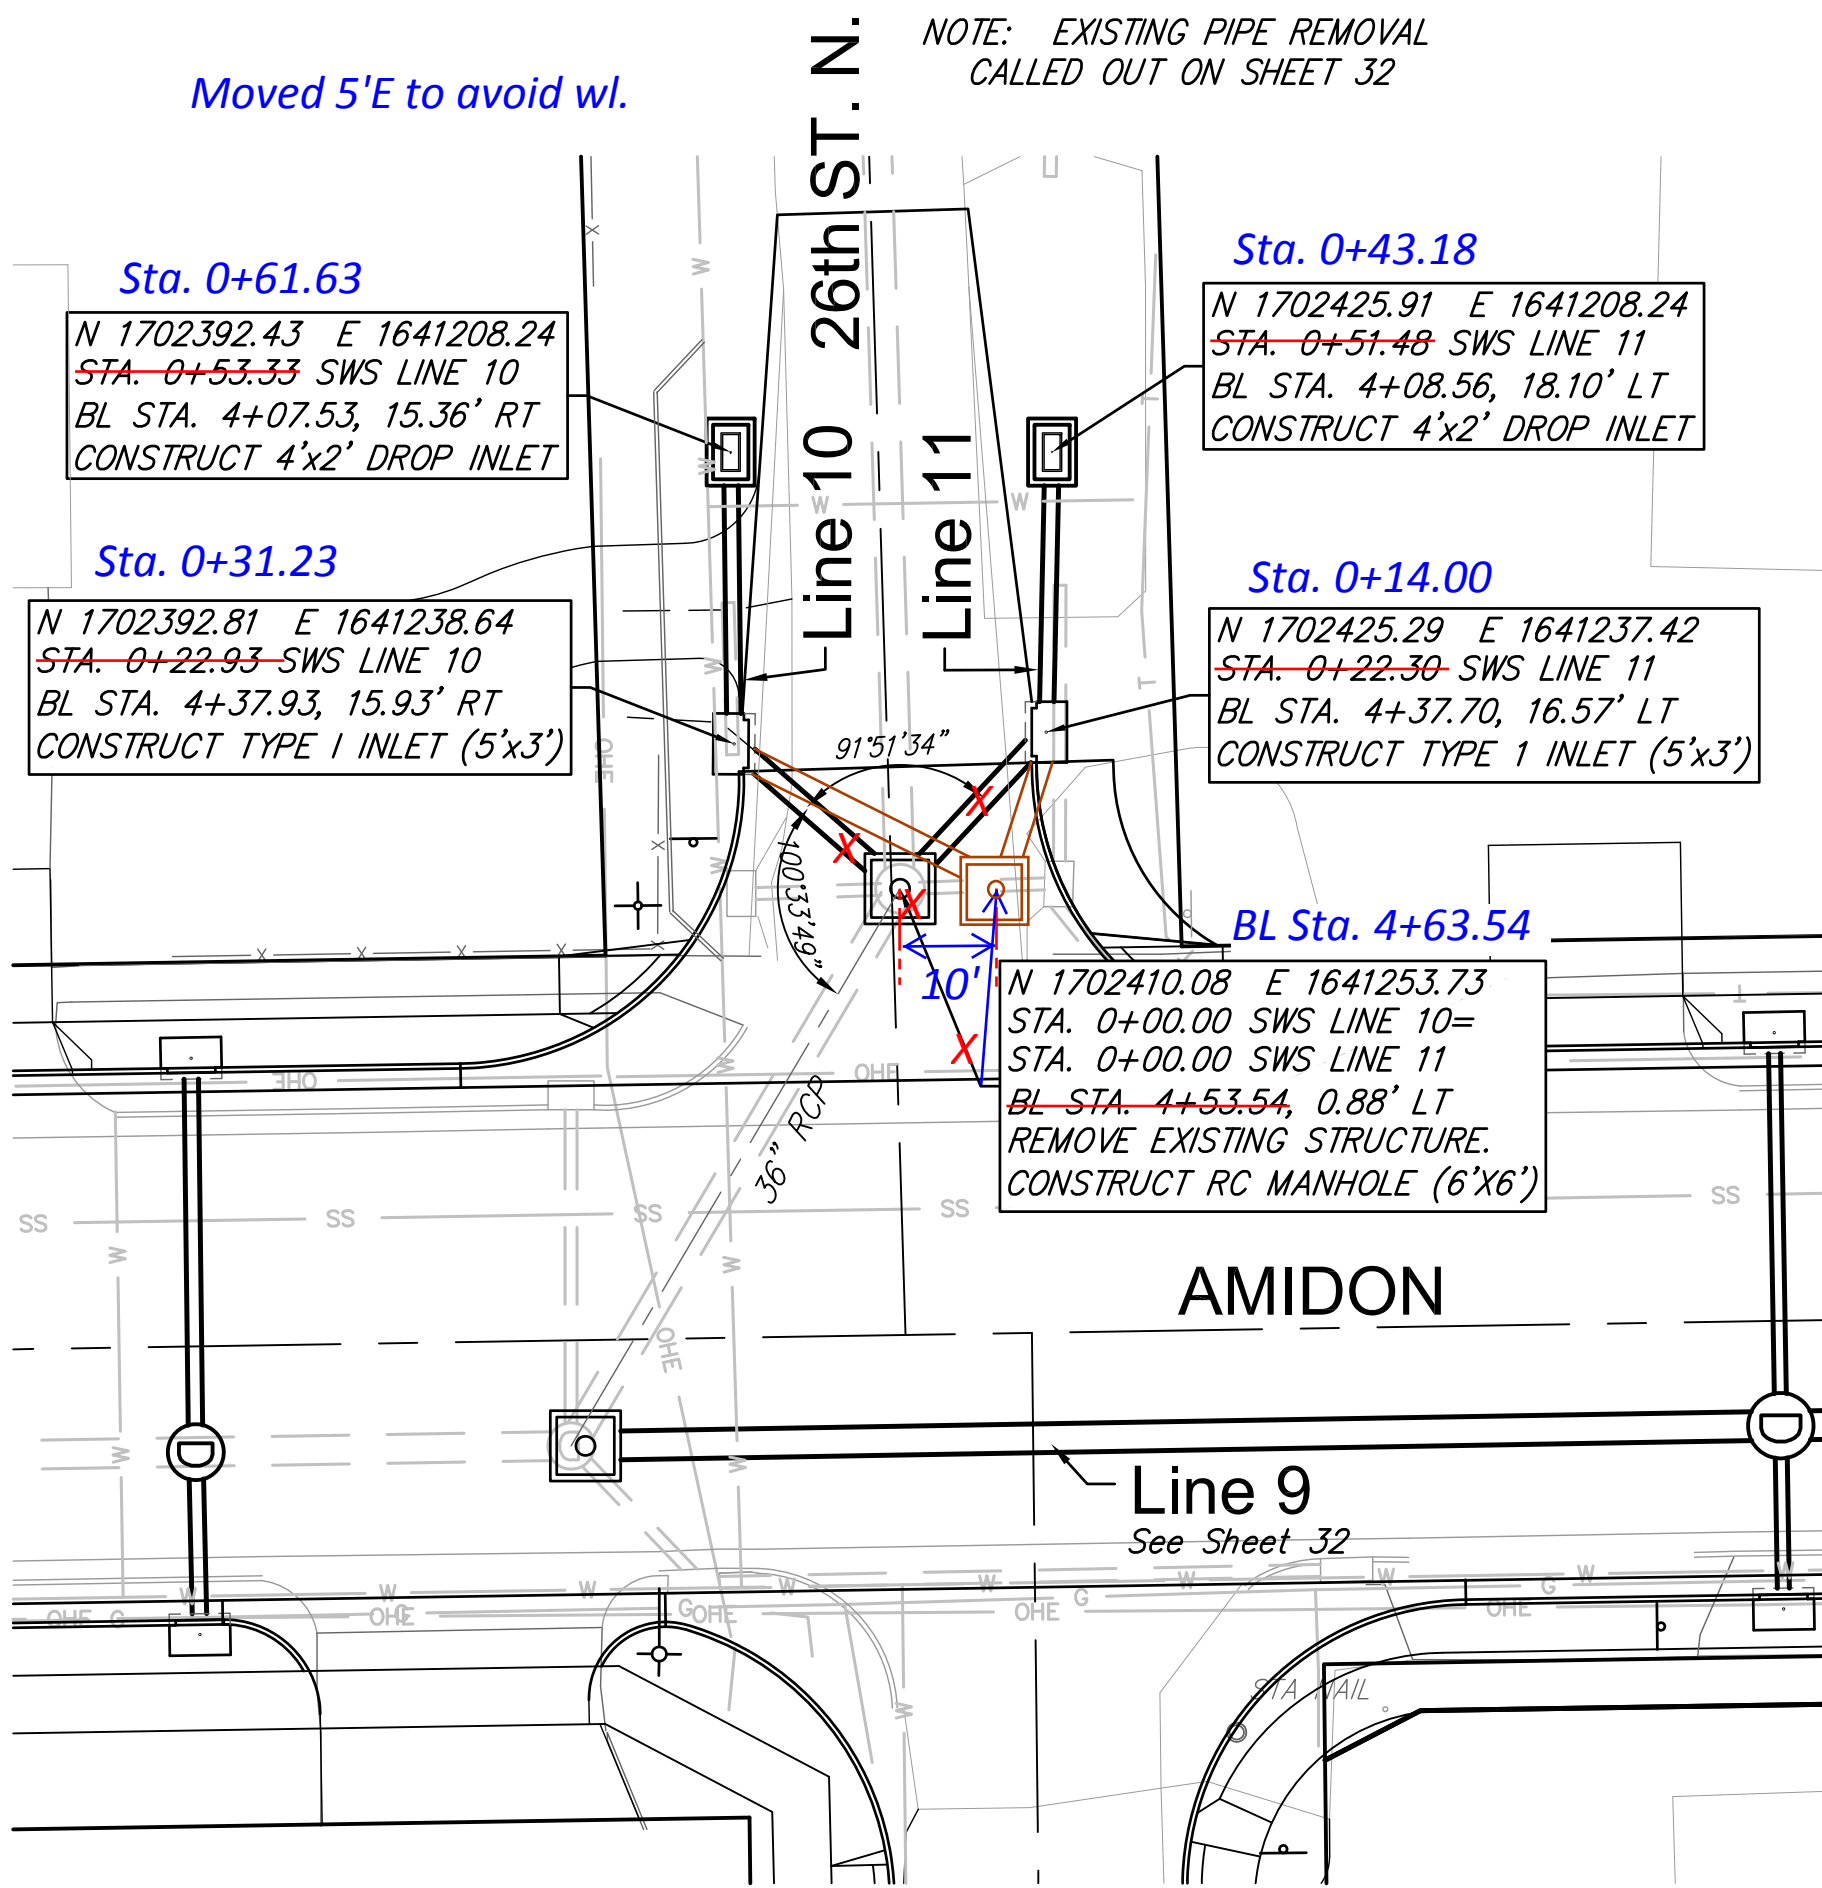 NOTE: EXISTING PIPE REMOVAL
CALLED OUT ON SHEET 32
Moved 5'E to avoid wl.
26th ST. N.
Sta. 0+61.63
N 1702392.43 E 1641208.24
STA. 0+53.33 SWS LINE 10
BL STA. 4+07.53, 15.36' RT
CONSTRUCT 4'x2' DROP INLET
Sta. 0+43.18
N 1702425.91 E 1641208.24
STA. 0+51.48 SWS LINE 11
BL STA. 4+08.56, 18.10' LT
CONSTRUCT 4'x2' DROP INLET
Line 10
Line 11
Sta. 0+31.23
N 1702392.81 E 1641238.64
STA. 0+22.93 SWS LINE 10
BL STA. 4+37.93, 15.93' RT
CONSTRUCT TYPE I INLET (5'x3')
Sta. 0+14.00
N 1702425.29 E 1641237.42
STA. 0+22.30 SWS LINE 11
BL STA. 4+37.70, 16.57' LT
CONSTRUCT TYPE 1 INLET (5'x3')
91°51'34"
100°33'49"
X
X
X
X
10'
BL Sta. 4+63.54
N 1702410.08 E 1641253.73
STA. 0+00.00 SWS LINE 10=
STA. 0+00.00 SWS LINE 11
BL STA. 4+53.54, 0.88' LT
REMOVE EXISTING STRUCTURE.
CONSTRUCT RC MANHOLE (6'X6')
OHE
OHE
OHE
36" RCP
SS
SS
SS
SS
SS
AMIDON
OHE
Line 9
See Sheet 32
W
W
W
W
W
W
W
W
W
OHE
G
OHE
G
G
OHE
OHE
G
OHE
STA NAIL